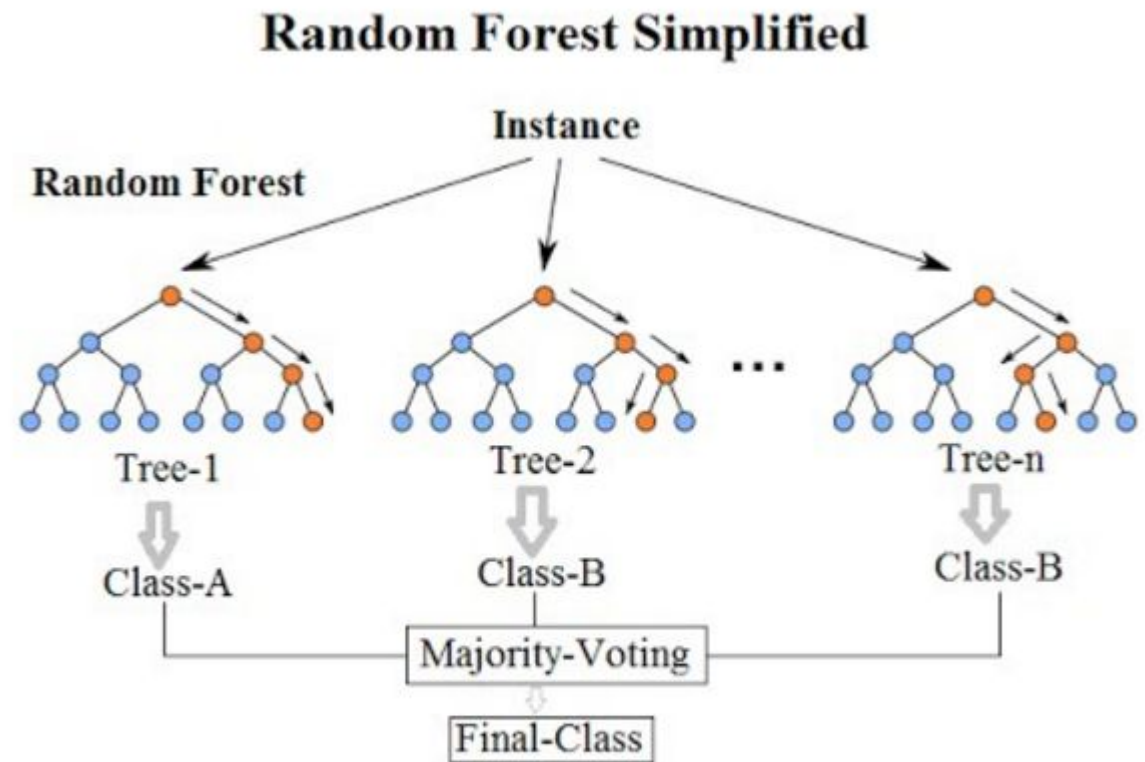 Random Forest Simplified
Instance
Random Forest
...
Tree-1
Tree-2
Tree-n
Class-A
Class-B
Class-B
Majority-Voting
Final-Class